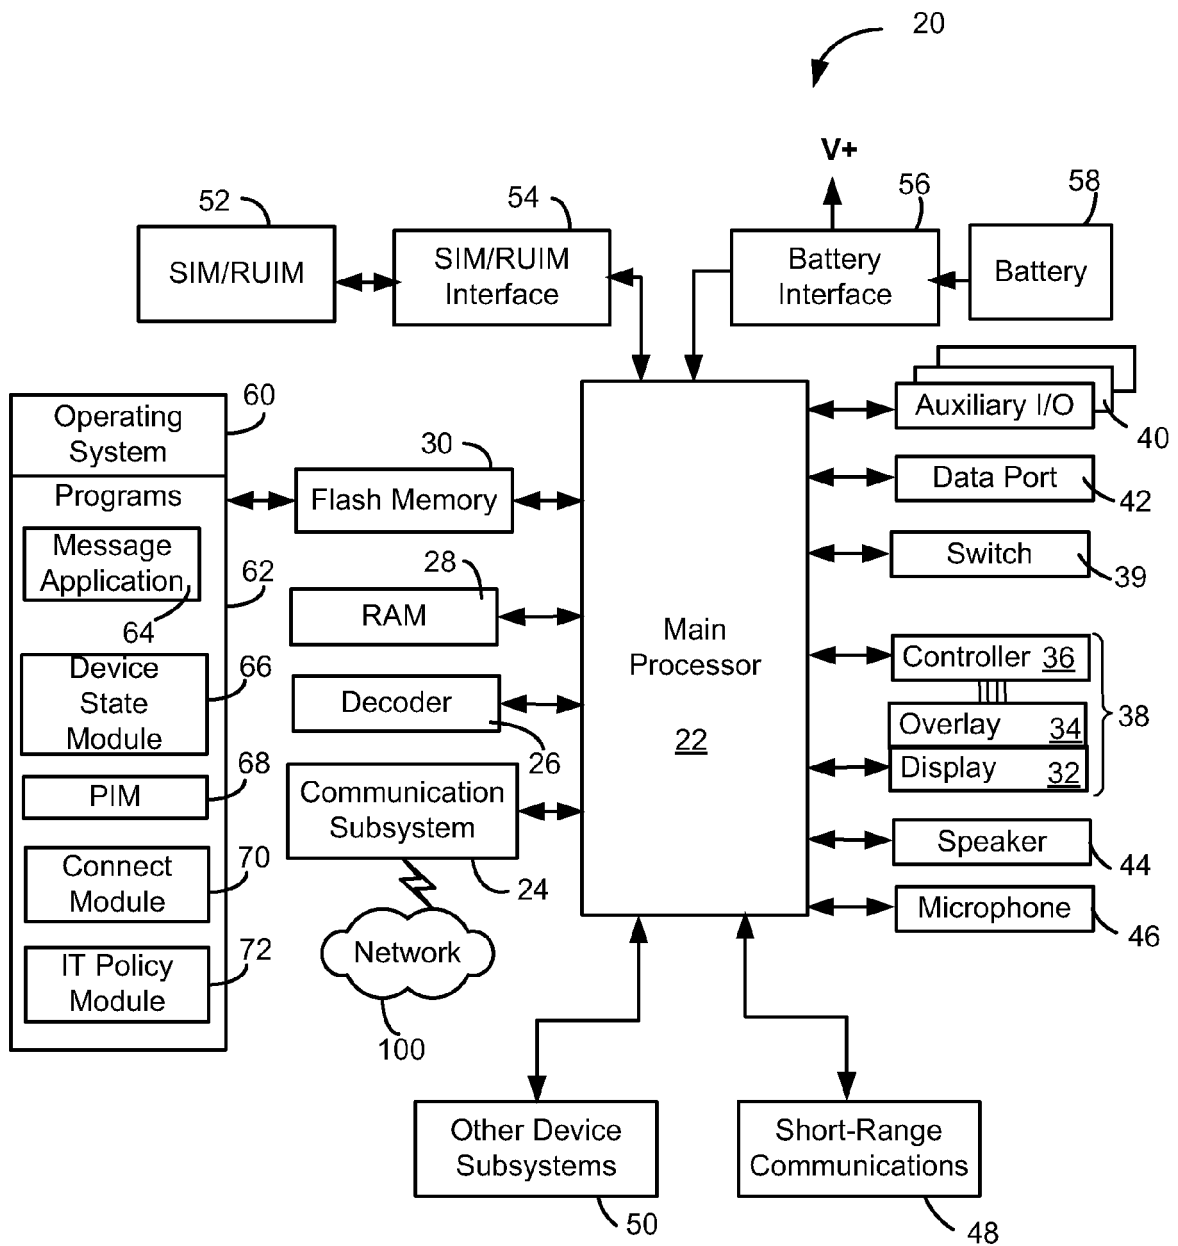 20
V+
52
SIM/RUIM
54
SIM/RUIM
Interface
56
Battery
Interface
58
Battery
60
Operating
System
Programs
Message
Application
64
62
Device
State
Module
66
PIM
68
Connect
Module
70
IT Policy
Module
72
30
Flash Memory
28
RAM
Decoder
26
Communication
Subsystem
24
Network
100
Main
Processor
22
Auxiliary I/O
40
Data Port
42
Switch
39
Controller 36
Overlay 34
Display 32
38
Speaker
44
Microphone
46
Other Device
Subsystems
50
Short-Range
Communications
48